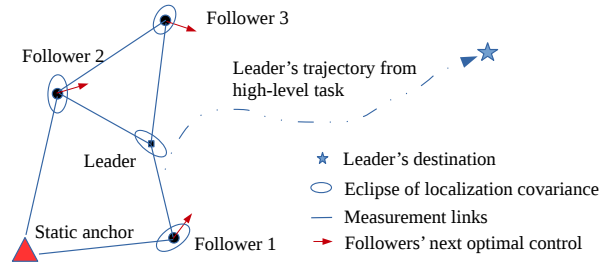 Follower 3
Follower 2
Leader’s trajectory from
high-level task
Leader
Leader’s destination
Eclipse of localization covariance
Measurement links
Static anchor
Follower 1
Followers’ next optimal control